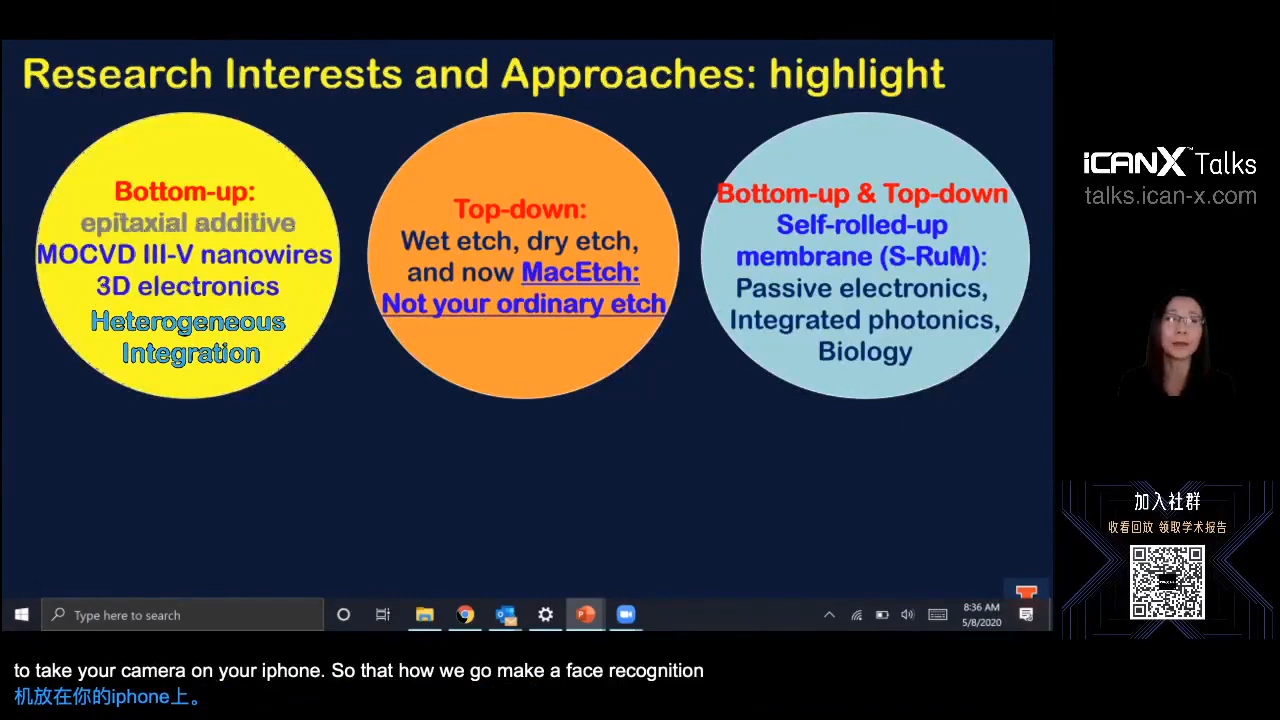 Research Interests and Approaches: highlight
Bottom-up:
epitaxial additive
MOCVD III-V nanowires
3D electronics
Heterogeneous
Integration
Top-down:
Wet etch, dry etch,
and now MacEtch:
Not your ordinary etch
Bottom-up & Top-down
Self-rolled-up
membrane (S-RuM):
Passive electronics,
Integrated photonics,
Biology
iCANX™ Talks
talks.ican-x.com
加入社群
收看回放 领取学术报告
Type here to search
8:36 AM
5/8/2020
to take your camera on your iphone. So that how we go make a face recognition
机放在你的iphone上。